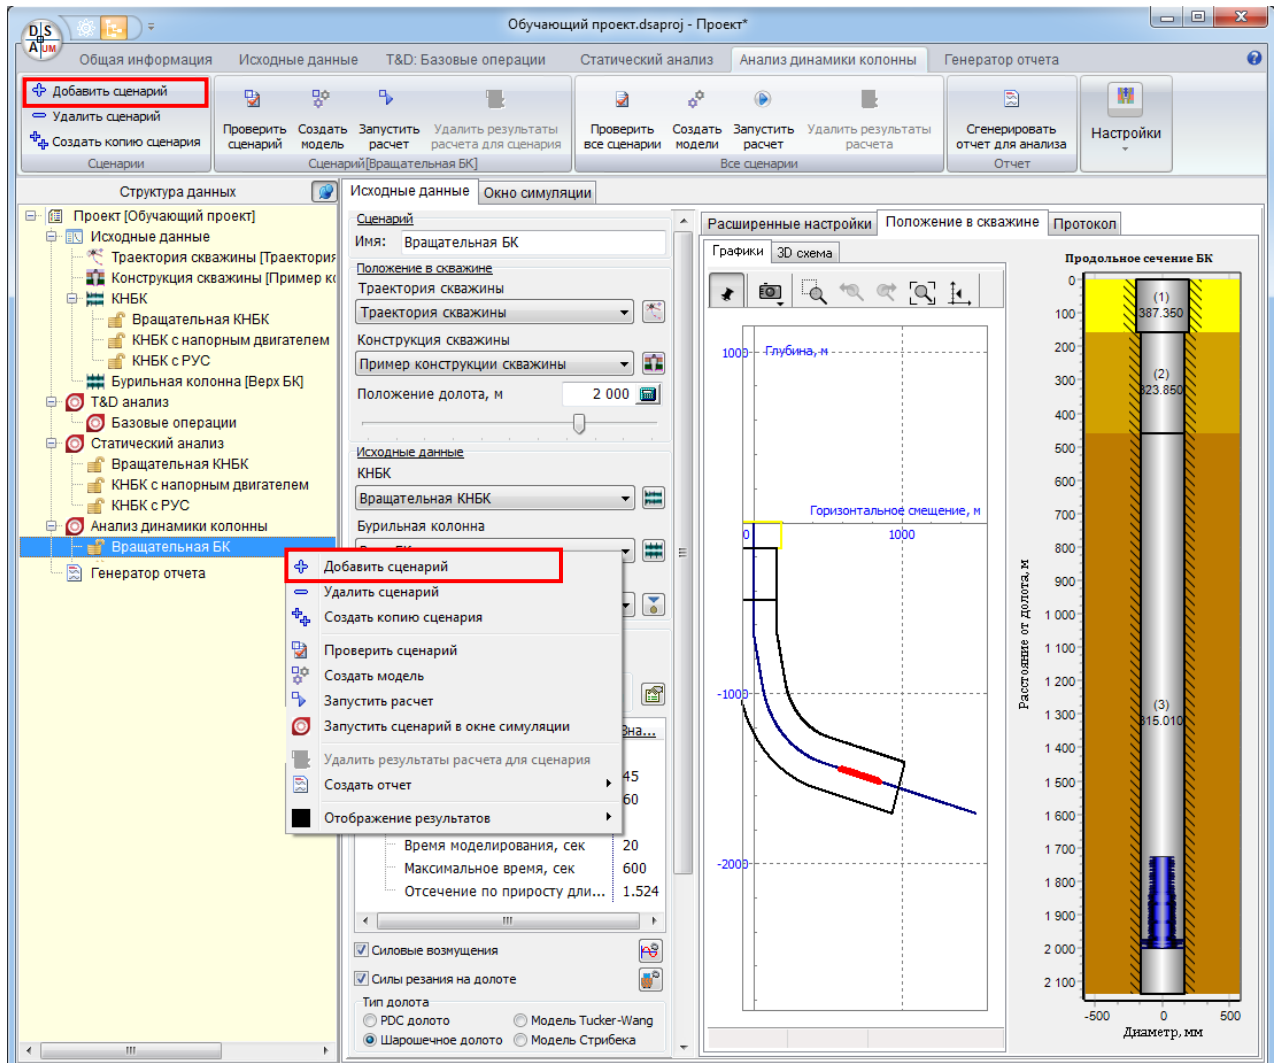 Обучающий проект.dsaproj - Проект*
D S
A UM
Общая информация
Исходные данные
T&D: Базовые операции
Статический анализ
Анализ динамики колонны
Генератор отчета
Добавить сценарий
Удалить сценарий
Создать копию сценария
Сценарии
Проверить сценарий
Создать модель
Запустить расчет
Удалить результаты расчета для сценария
Сценарий[Вращательная БК]
Проверить все сценарии
Создать модели
Запустить расчет
Удалить результаты расчета
Все сценарии
Сгенерировать отчет для анализа
Отчет
Настройки
Структура данных
Проект [Обучающий проект]
Исходные данные
Траектория скважины [Траектория
Конструкция скважины [Пример к
КНБК
Вращательная КНБК
КНБК с напорным двигателем
КНБК с РУС
Бурильная колонна [Верх БК]
T&D анализ
Базовые операции
Статический анализ
Вращательная КНБК
КНБК с напорным двигателем
КНБК с РУС
Анализ динамики колонны
Вращательная БК
Генератор отчета
Добавить сценарий
Удалить сценарий
Создать копию сценария
Проверить сценарий
Создать модель
Запустить расчет
Запустить сценарий в окне симуляции
Удалить результаты расчета для сценария
Создать отчет
Отображение результатов
Исходные данные
Окно симуляции
Сценарий
Имя: Вращательная БК
Положение в скважине
Траектория скважины
Траектория скважины
Конструкция скважины
Пример конструкции скважины
Положение долота, м 2 000
Исходные данные
КНБК
Вращательная КНБК
Бурильная колонна
Зна...
45
60
Время моделирования, сек 20
Максимальное время, сек 600
Отсечение по приросту дли... 1.524
Силовые возмущения
Силы резания на долоте
Тип долота
PDC долото
Модель Tucker-Wang
Шарошечное долото
Модель Стрибека
Расширенные настройки
Положение в скважине
Протокол
Графики
3D схема
1000
Глубина, м
Горизонтальное смещение, м
0
1000
-1000
-2000
Продольное сечение БК
0
100
200
300
400
500
600
700
800
900
1 000
1 100
1 200
1 300
1 400
1 500
1 600
1 700
1 800
1 900
2 000
2 100
Расстояние от долота, м
(1)
387.350
(2)
323.850
(3)
315.010
-500
0
500
Диаметр, мм